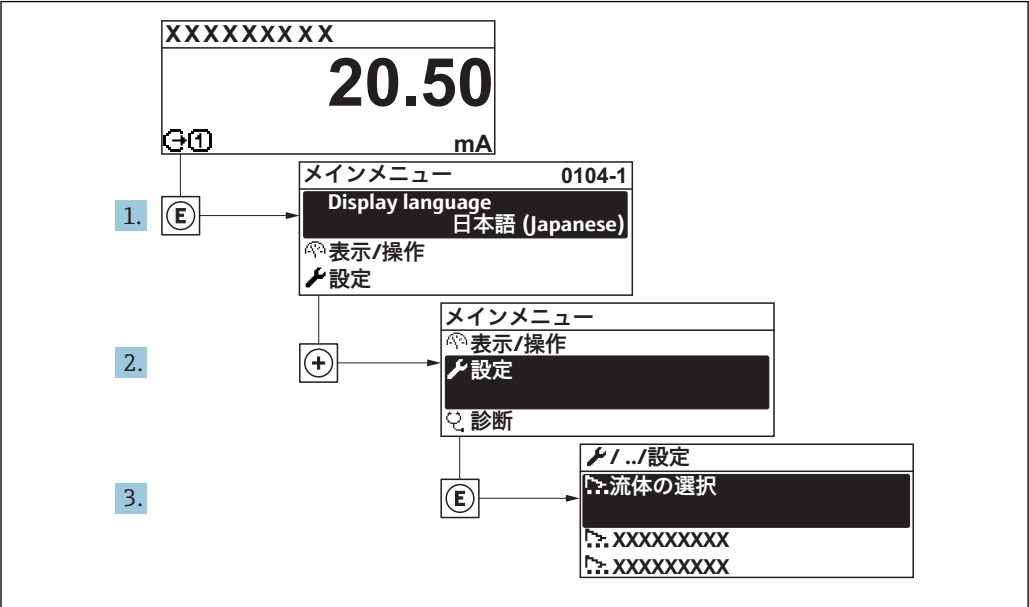 XXXXXXXXX
20.50
mA
1.
E
メインメニュー 0104-1
Display language
日本語 (Japanese)
表示/操作
設定
2.
+
メインメニュー
表示/操作
設定
診断
3.
E
/ ../設定
流体の選択
XXXXXXXXX
XXXXXXXXX